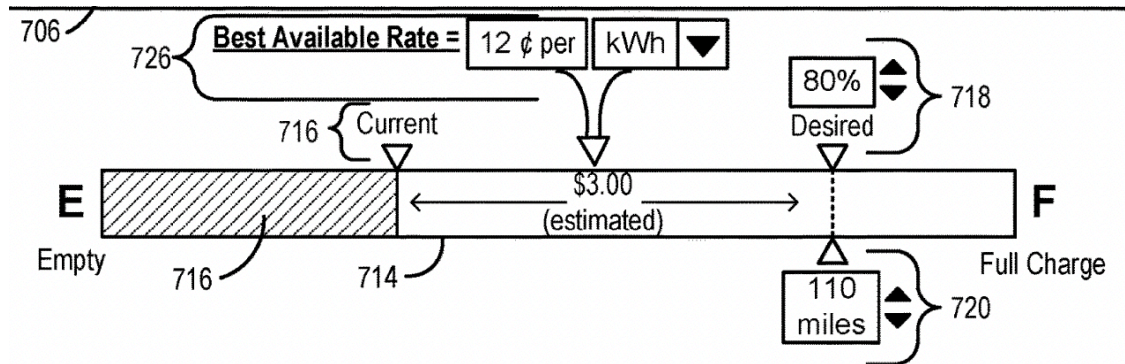 706
726
Best Available Rate = 12 ¢ per kWh
80%
718
716
Current
Desired
E
$3.00
(estimated)
F
Empty
716
714
Full Charge
110
miles
720